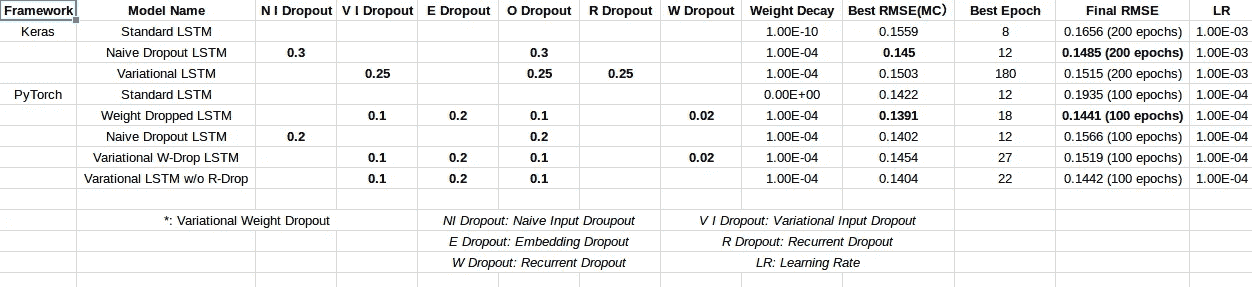 Framework Model Name N I Dropout V I Dropout E Dropout O Dropout R Dropout W Dropout Weight Decay Best RMSE(MC) Best Epoch Final RMSE LR
Keras Standard LSTM 1.00E-10 0.1559 8 0.1656 (200 epochs) 1.00E-03
Naive Dropout LSTM 0.3 0.3 1.00E-04 0.145 12 0.1485 (200 epochs) 1.00E-03
Variational LSTM 0.25 0.25 0.25 1.00E-04 0.1503 180 0.1515 (200 epochs) 1.00E-03
PyTorch Standard LSTM 0.00E+00 0.1422 12 0.1935 (100 epochs) 1.00E-04
Weight Dropped LSTM 0.1 0.2 0.1 0.02 1.00E-04 0.1391 18 0.1441 (100 epochs) 1.00E-04
Naive Dropout LSTM 0.2 0.2 1.00E-04 0.1402 12 0.1566 (100 epochs) 1.00E-04
Variational W-Drop LSTM 0.1 0.2 0.1 0.02 1.00E-04 0.1454 27 0.1519 (100 epochs) 1.00E-04
Varational LSTM w/o R-Drop 0.1 0.2 0.1 1.00E-04 0.1404 22 0.1442 (100 epochs) 1.00E-04
*: Variational Weight Dropout NI Dropout: Naive Input Droupout V I Dropout: Variational Input Dropout
E Dropout: Embedding Dropout R Dropout: Recurrent Dropout
W Dropout: Recurrent Dropout LR: Learning Rate